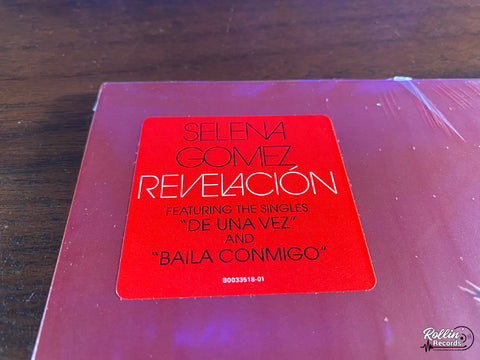 SELENA
GOMEZ
REVELACIÓN
FEATURING THE SINGLES
"DE UNA VEZ"
AND
"BAILA CONMIGO"
B0033518-01
Rollin
Records